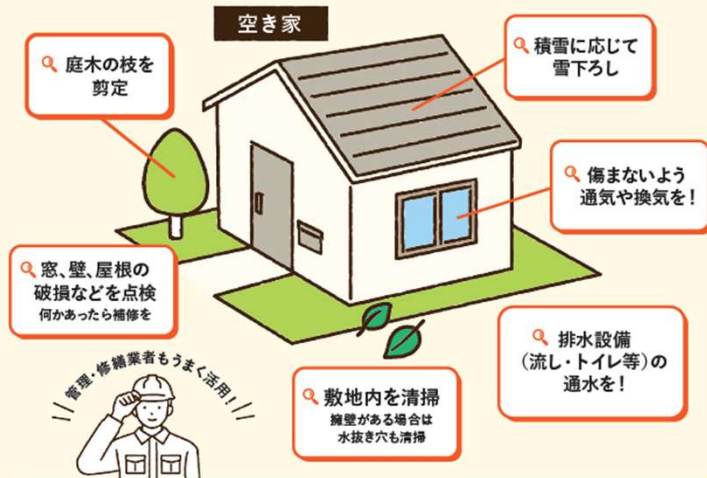 空き家
庭木の枝を
剪定
積雪に応じて
雪下ろし
傷まないよう
通気や換気を！
窓、壁、屋根の
破損などを点検
何かあったら補修を
排水設備
（流し・トイレ等）の
通水を！
敷地内を清掃
擁壁がある場合は
水抜き穴も清掃
管理・修繕業者もうまく活用！